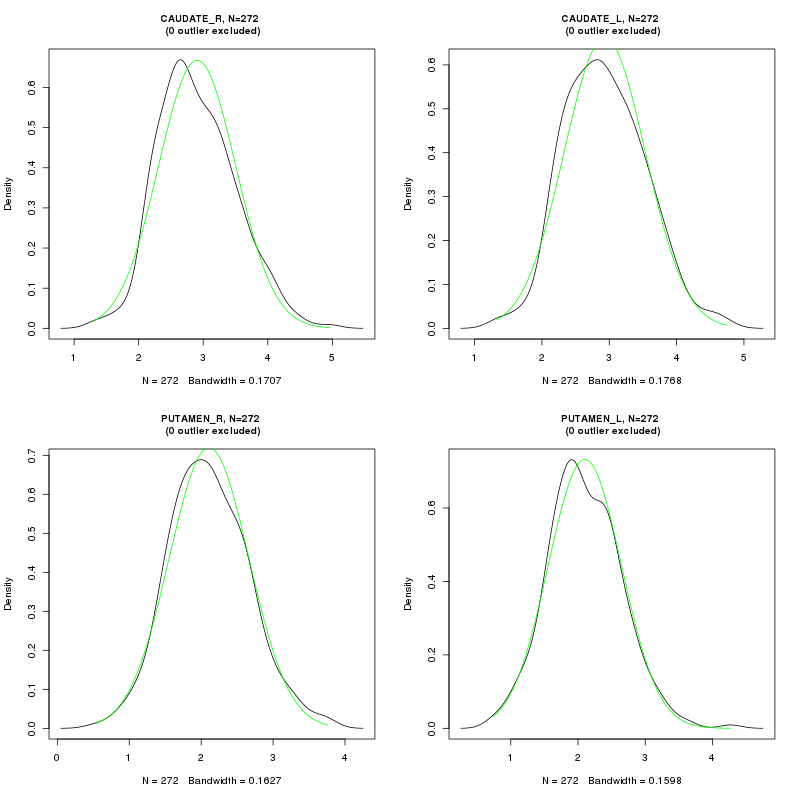 CAUDATE_R, N=272
(0 outlier excluded)
Density
0.0
0.1
0.2
0.3
0.4
0.5
0.6
1 2 3 4 5
N = 272 Bandwidth = 0.1707
CAUDATE_L, N=272
(0 outlier excluded)
Density
0.0
0.1
0.2
0.3
0.4
0.5
0.6
1 2 3 4 5
N = 272 Bandwidth = 0.1768
PUTAMEN_R, N=272
(0 outlier excluded)
Density
0.0
0.1
0.2
0.3
0.4
0.5
0.6
0.7
0 1 2 3 4
N = 272 Bandwidth = 0.1627
PUTAMEN_L, N=272
(0 outlier excluded)
Density
0.0
0.2
0.4
0.6
1 2 3 4
N = 272 Bandwidth = 0.1598